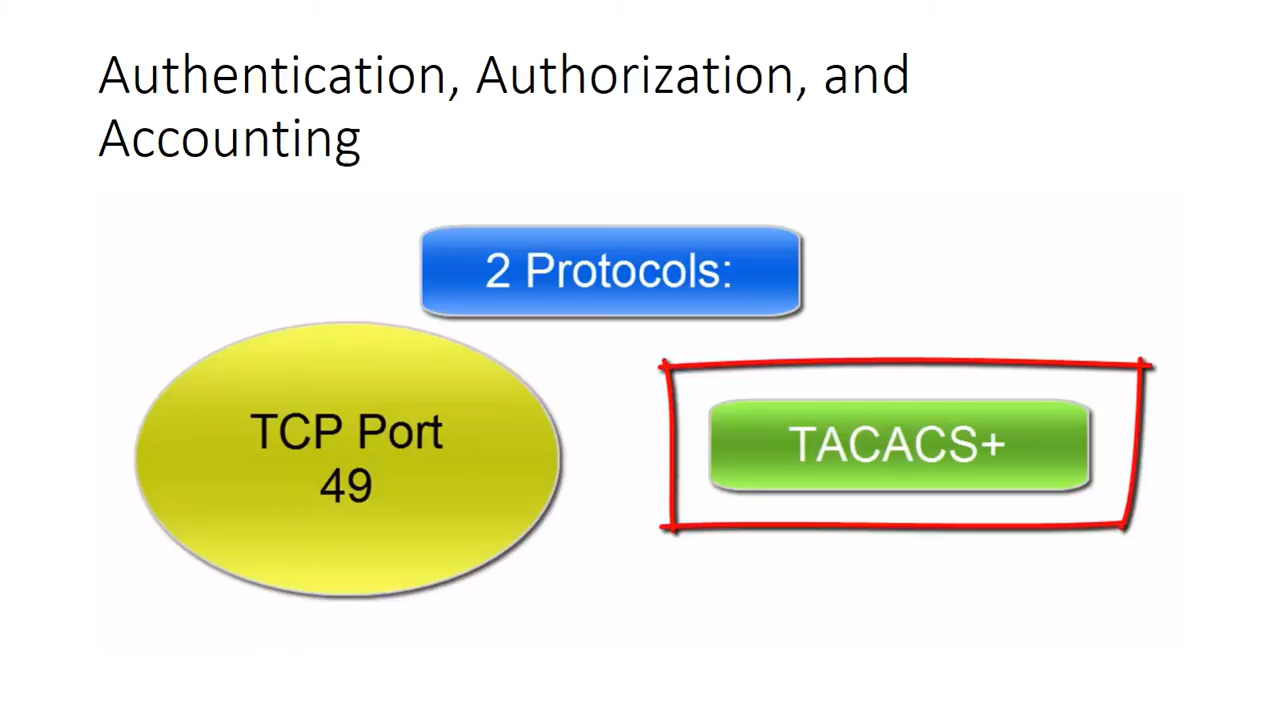 Authentication, Authorization, and
Accounting
2 Protocols:
TCP Port
49
TACACS+